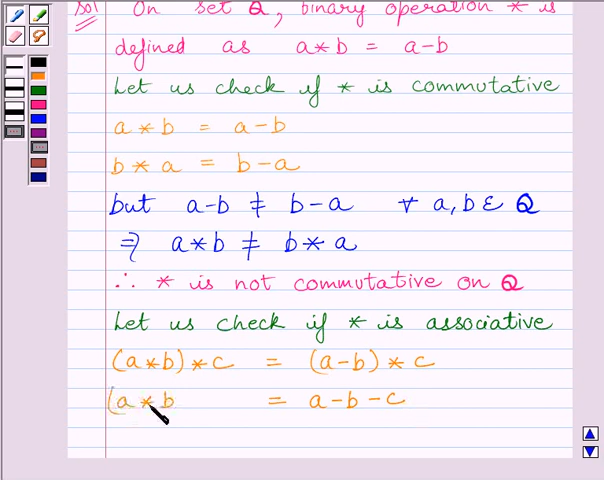 Sol On set Q, binary operation * is
defined as a*b = a-b
Let us check if * is commutative
a*b = a-b
b*a = b-a
but a-b ≠ b-a ∀ a,b ε Q
⇒ a*b ≠ b*a
∴ * is not commutative on Q
Let us check if * is associative
(a*b)*c = (a-b)*c
(a*b = a-b-c